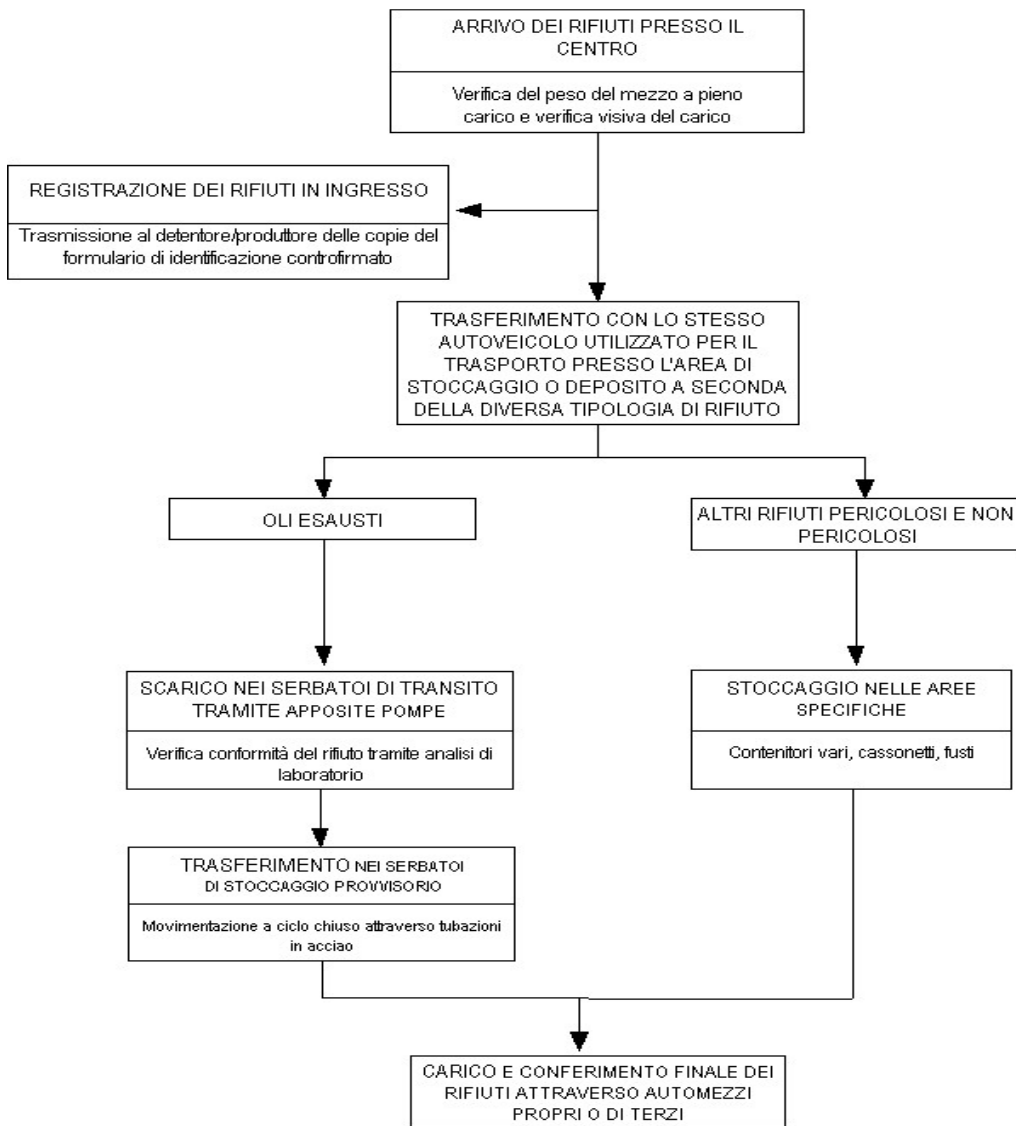 ARRIVO DEI RIFIUTI PRESSO IL
CENTRO
Verifica del peso del mezzo a pieno
carico e verifica visiva del carico
REGISTRAZIONE DEI RIFIUTI IN INGRESSO
Trasmissione al detentore/produttore delle copie del
formulario di identificazione controfirmato
TRASFERIMENTO CON LO STESSO
AUTOVEICOLO UTILIZZATO PER IL
TRASPORTO PRESSO L'AREA DI
STOCCAGGIO O DEPOSITO A SECONDA
DELLA DIVERSA TIPOLOGIA DI RIFIUTO
OLI ESAUSTI
ALTRI RIFIUTI PERICOLOSI E NON
PERICOLOSI
SCARICO NEI SERBATOI DI TRANSITO
TRAMITE APPOSITE POMPE
Verifica conformità del rifiuto tramite analisi di
laboratorio
STOCCAGGIO NELLE AREE
SPECIFICHE
Contenitori vari, cassonetti, fusti
TRASFERIMENTO NEI SERBATOI
DI STOCCAGGIO PROVVISORIO
Movimentazione a ciclo chiuso attraverso tubazioni
in acciao
CARICO E CONFERIMENTO FINALE DEI
RIFIUTI ATTRAVERSO AUTOMEZZI
PROPRI O DI TERZI